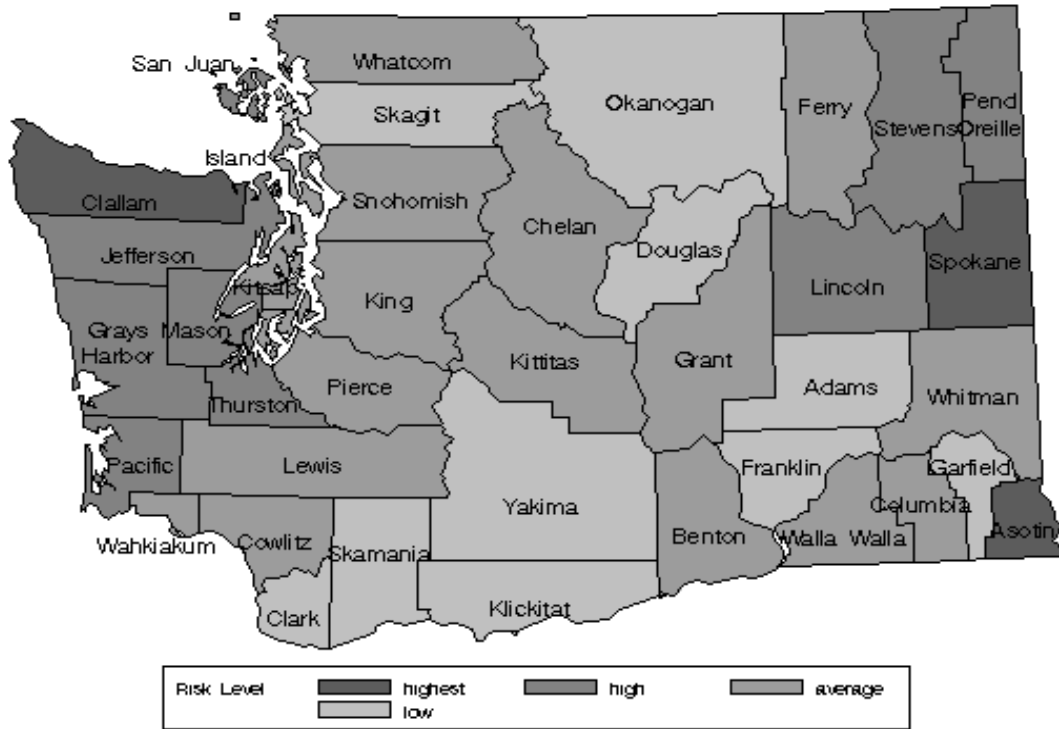 San Juan
Whatcom
Okanogan
Ferry
Stevens
Pend
Oreille
Skagit
Island
Clallam
Snohomish
Chelan
Douglas
Jefferson
Kitsap
King
Lincoln
Spokane
Grays
Harbor
Mason
Kittitas
Grant
Pierce
Adams
Whitman
Thurston
Pacific
Lewis
Franklin
Garfield
Yakima
Columbia
Wahkiakum
Cowlitz
Skamania
Benton
Walla Walla
Asotin
Clark
Klickitat
Risk Level highest high average
low